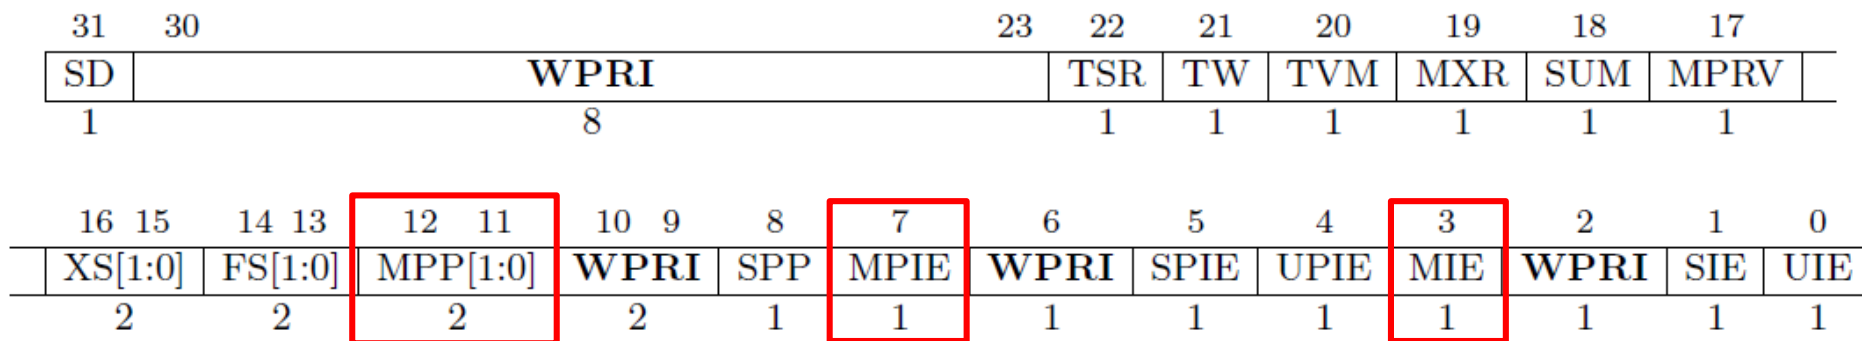 31 30 23 22 21 20 19 18 17
SD WPRI TSR TW TVM MXR SUM MPRV
1 8 1 1 1 1 1 1
16 15 14 13 12 11 10 9 8 7 6 5 4 3 2 1 0
XS[1:0] FS[1:0] MPP[1:0] WPRI SPP MPIE WPRI SPIE UPIE MIE WPRI SIE UIE
2 2 2 2 1 1 1 1 1 1 1 1 1